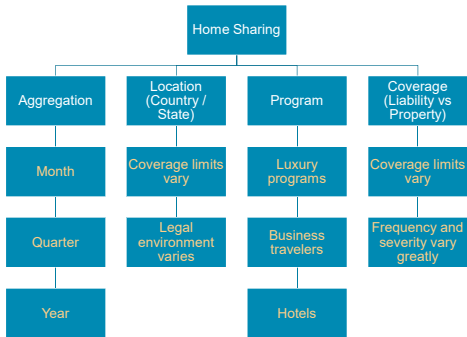 Home Sharing
Aggregation
Month
Quarter
Year
Location
(Country /
State)
Coverage limits
vary
Legal
environment
varies
Program
Luxury
programs
Business
travelers
Hotels
Coverage
(Liability vs
Property)
Coverage limits
vary
Frequency and
severity vary
greatly